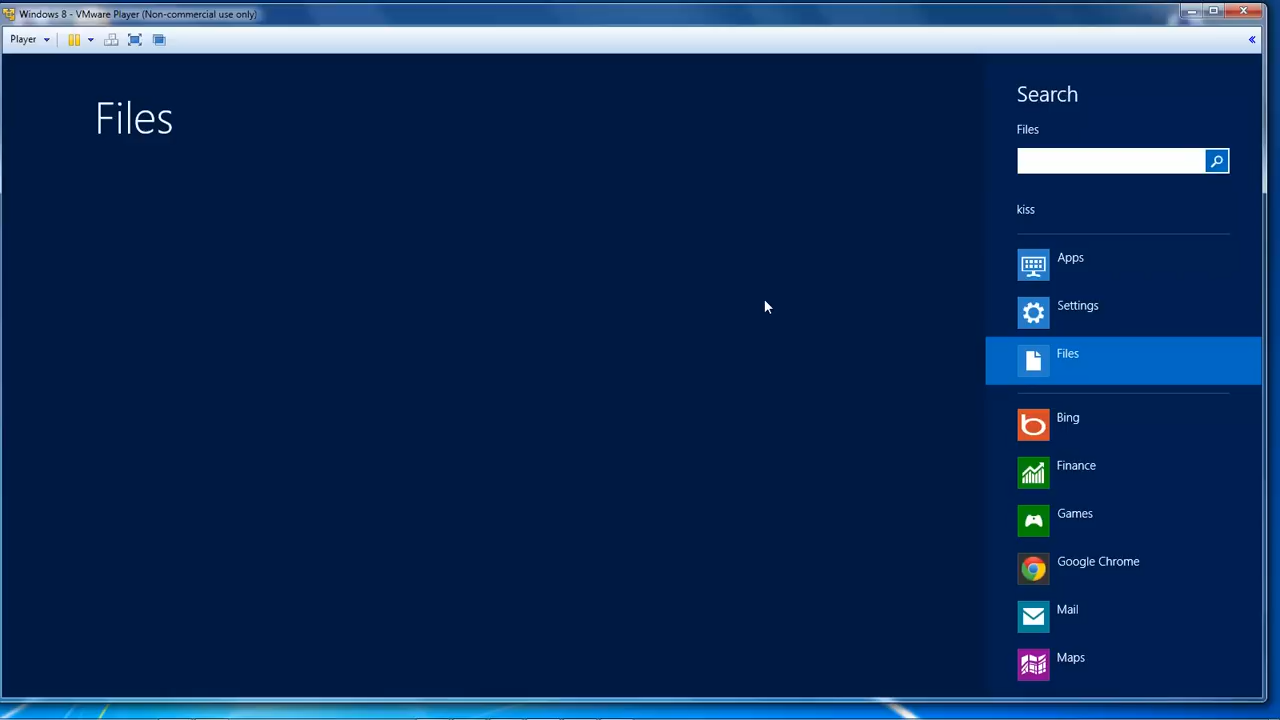 Windows 8 - VMware Player (Non-commercial use only)
Player
Files
Search
Files
kiss
Apps
Settings
Files
Bing
Finance
Games
Google Chrome
Mail
Maps